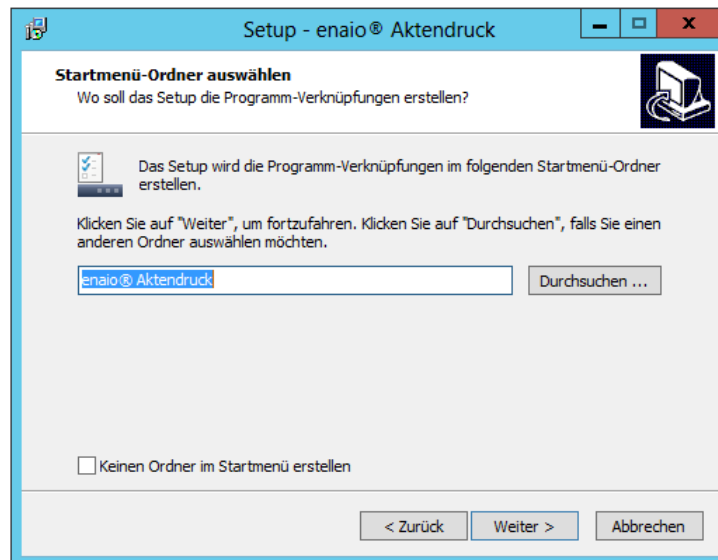 Setup - enaio® Aktendruck
Startmenü-Ordner auswählen
Wo soll das Setup die Programm-Verknüpfungen erstellen?
Das Setup wird die Programm-Verknüpfungen im folgenden Startmenü-Ordner
erstellen.
Klicken Sie auf "Weiter", um fortzufahren. Klicken Sie auf "Durchsuchen", falls Sie einen
anderen Ordner auswählen möchten.
enaio® Aktendruck
Durchsuchen ...
Keinen Ordner im Startmenü erstellen
< Zurück
Weiter >
Abbrechen